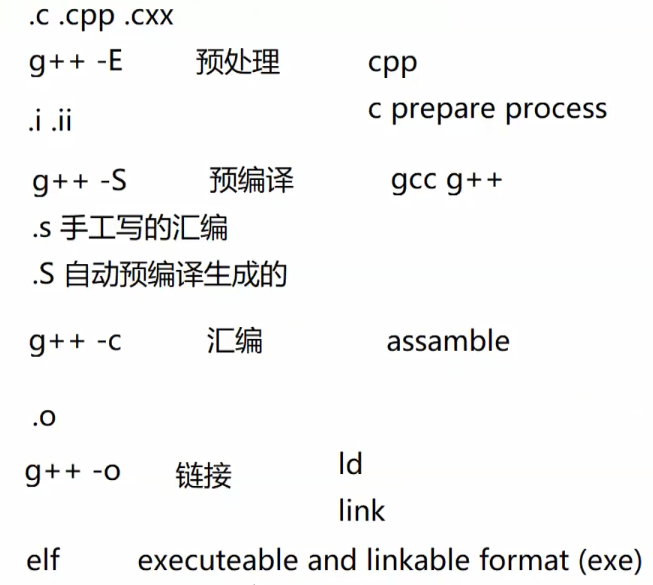 .c .cpp .cxx
g++ -E 预处理 cpp
c prepare process
.i .ii
g++ -S 预编译 gcc g++
.s 手工写的汇编
.S 自动预编译生成的
g++ -c 汇编 assamble
.o
g++ -o 链接 ld
link
elf executeable and linkable format (exe)